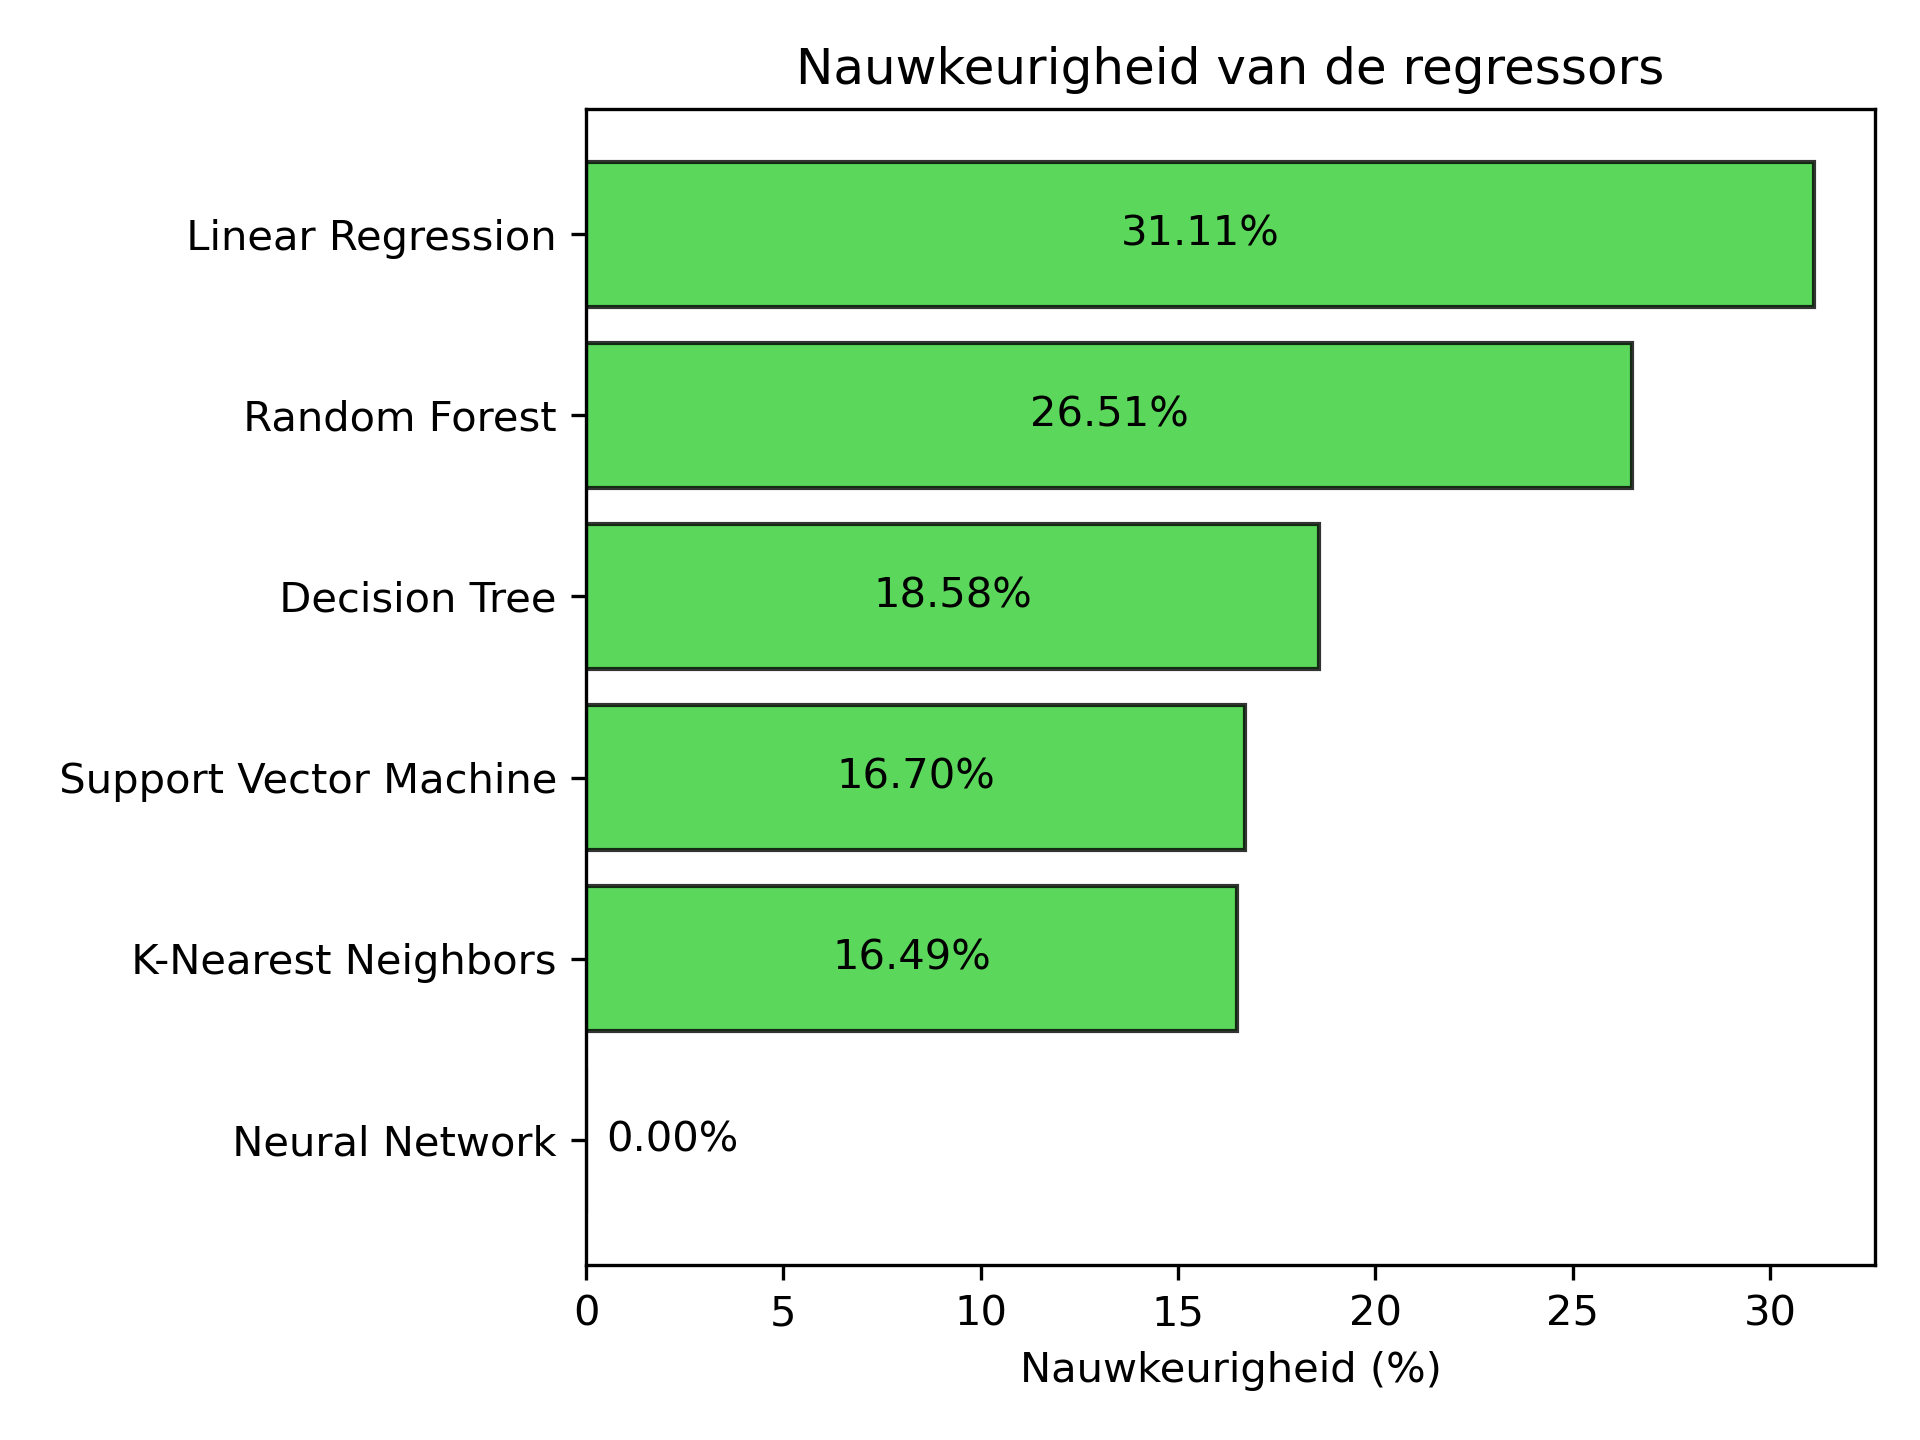 Nauwkeurigheid van de regressors
Linear Regression
31.11%
Random Forest
26.51%
Decision Tree
18.58%
Support Vector Machine
16.70%
K-Nearest Neighbors
16.49%
Neural Network
0.00%
0 5 10 15 20 25 30
Nauwkeurigheid (%)